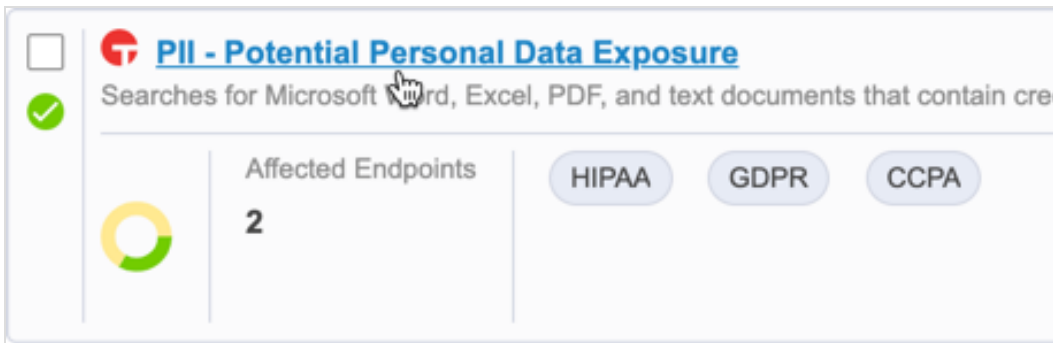 PII - Potential Personal Data Exposure
Searches for Microsoft Word, Excel, PDF, and text documents that contain cre
Affected Endpoints
2
HIPAA GDPR CCPA